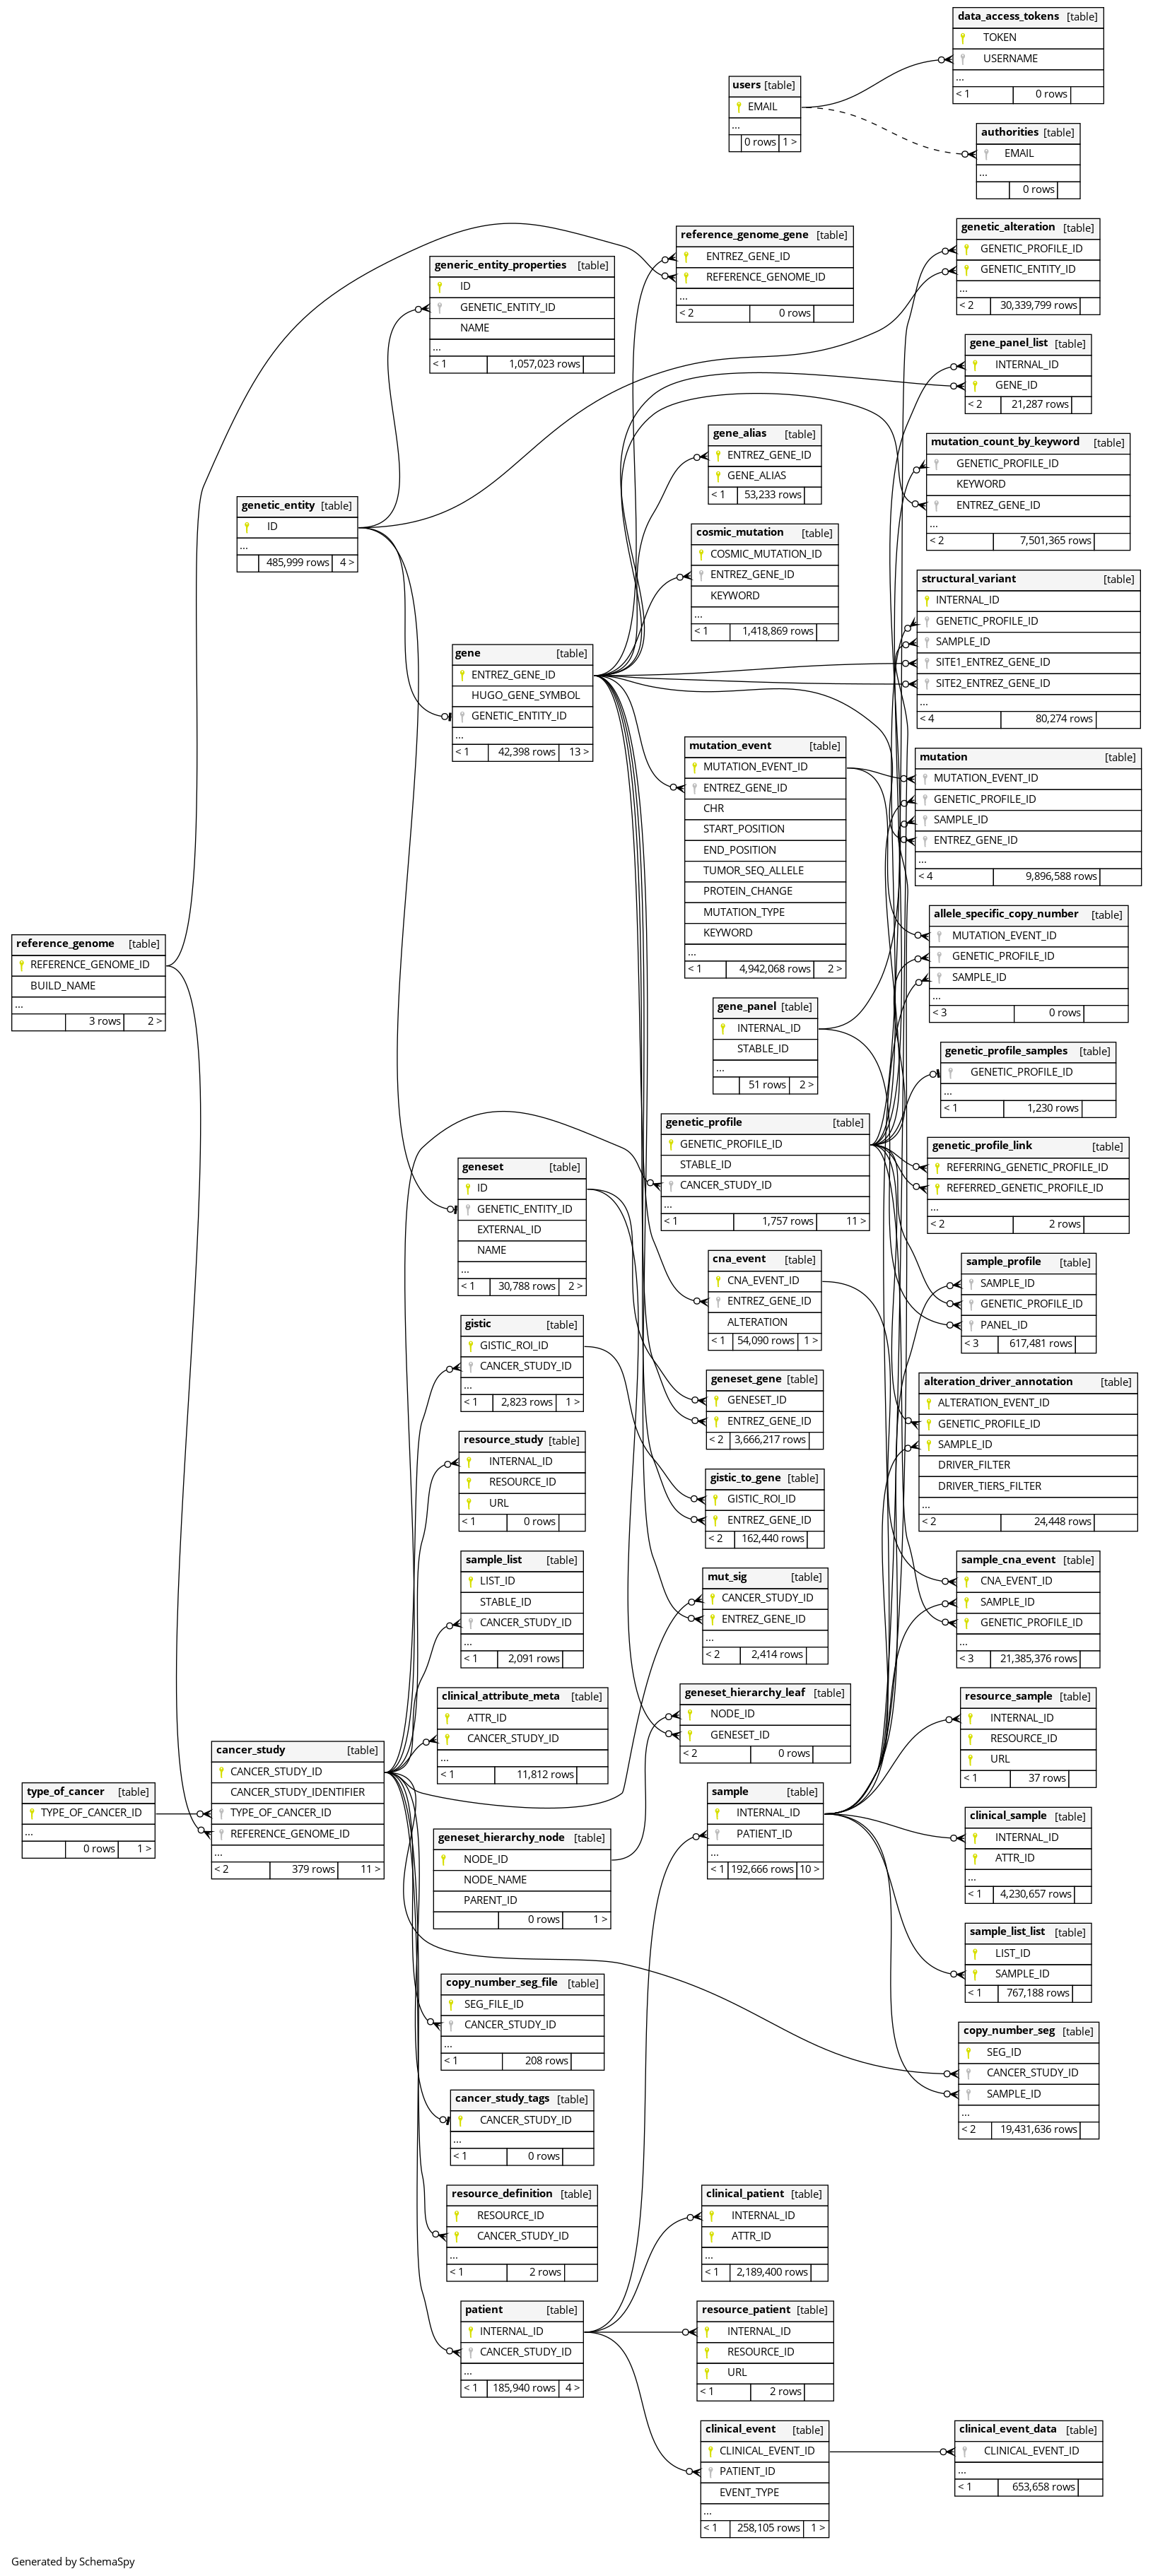 data_access_tokens [table]
TOKEN
USERNAME
...
< 1 0 rows
users [table]
EMAIL
...
0 rows 1 >
authorities [table]
EMAIL
...
0 rows
reference_genome_gene [table]
ENTREZ_GENE_ID
REFERENCE_GENOME_ID
...
< 2 0 rows
genetic_alteration [table]
GENETIC_PROFILE_ID
GENETIC_ENTITY_ID
...
< 2 30,339,799 rows
generic_entity_properties [table]
ID
GENETIC_ENTITY_ID
NAME
...
< 1 1,057,023 rows
gene_panel_list [table]
INTERNAL_ID
GENE_ID
...
< 2 21,287 rows
gene_alias [table]
ENTREZ_GENE_ID
GENE_ALIAS
< 1 53,233 rows
mutation_count_by_keyword [table]
GENETIC_PROFILE_ID
KEYWORD
ENTREZ_GENE_ID
...
< 2 7,501,365 rows
genetic_entity [table]
ID
...
485,999 rows 4 >
cosmic_mutation [table]
COSMIC_MUTATION_ID
ENTREZ_GENE_ID
KEYWORD
...
< 1 1,418,869 rows
structural_variant [table]
INTERNAL_ID
GENETIC_PROFILE_ID
SAMPLE_ID
SITE1_ENTREZ_GENE_ID
SITE2_ENTREZ_GENE_ID
...
< 4 80,274 rows
gene [table]
ENTREZ_GENE_ID
HUGO_GENE_SYMBOL
GENETIC_ENTITY_ID
...
< 1 42,398 rows 13 >
mutation_event [table]
MUTATION_EVENT_ID
ENTREZ_GENE_ID
CHR
START_POSITION
END_POSITION
TUMOR_SEQ_ALLELE
PROTEIN_CHANGE
MUTATION_TYPE
KEYWORD
...
< 1 4,942,068 rows 2 >
mutation [table]
MUTATION_EVENT_ID
GENETIC_PROFILE_ID
SAMPLE_ID
ENTREZ_GENE_ID
...
< 4 9,896,588 rows
allele_specific_copy_number [table]
MUTATION_EVENT_ID
GENETIC_PROFILE_ID
SAMPLE_ID
...
< 3 0 rows
reference_genome [table]
REFERENCE_GENOME_ID
BUILD_NAME
...
3 rows 2 >
gene_panel [table]
INTERNAL_ID
STABLE_ID
...
51 rows 2 >
genetic_profile_samples [table]
GENETIC_PROFILE_ID
...
< 1 1,230 rows
genetic_profile [table]
GENETIC_PROFILE_ID
STABLE_ID
CANCER_STUDY_ID
...
< 1 1,757 rows 11 >
genetic_profile_link [table]
REFERRING_GENETIC_PROFILE_ID
REFERRED_GENETIC_PROFILE_ID
...
< 2 2 rows
geneset [table]
ID
GENETIC_ENTITY_ID
EXTERNAL_ID
NAME
...
< 1 30,788 rows 2 >
cna_event [table]
CNA_EVENT_ID
ENTREZ_GENE_ID
ALTERATION
< 1 54,090 rows 1 >
sample_profile [table]
SAMPLE_ID
GENETIC_PROFILE_ID
PANEL_ID
< 3 617,481 rows
gistic [table]
GISTIC_ROI_ID
CANCER_STUDY_ID
...
< 1 2,823 rows 1 >
geneset_gene [table]
GENESET_ID
ENTREZ_GENE_ID
< 2 3,666,217 rows
alteration_driver_annotation [table]
ALTERATION_EVENT_ID
GENETIC_PROFILE_ID
SAMPLE_ID
DRIVER_FILTER
DRIVER_TIERS_FILTER
...
< 2 24,448 rows
resource_study [table]
INTERNAL_ID
RESOURCE_ID
URL
< 1 0 rows
gistic_to_gene [table]
GISTIC_ROI_ID
ENTREZ_GENE_ID
< 2 162,440 rows
sample_list [table]
LIST_ID
STABLE_ID
CANCER_STUDY_ID
...
< 1 2,091 rows
mut_sig [table]
CANCER_STUDY_ID
ENTREZ_GENE_ID
...
< 2 2,414 rows
sample_cna_event [table]
CNA_EVENT_ID
SAMPLE_ID
GENETIC_PROFILE_ID
...
< 3 21,385,376 rows
clinical_attribute_meta [table]
ATTR_ID
CANCER_STUDY_ID
...
< 1 11,812 rows
geneset_hierarchy_leaf [table]
NODE_ID
GENESET_ID
< 2 0 rows
resource_sample [table]
INTERNAL_ID
RESOURCE_ID
URL
< 1 37 rows
cancer_study [table]
CANCER_STUDY_ID
CANCER_STUDY_IDENTIFIER
TYPE_OF_CANCER_ID
REFERENCE_GENOME_ID
...
< 2 379 rows 11 >
type_of_cancer [table]
TYPE_OF_CANCER_ID
...
0 rows 1 >
sample [table]
INTERNAL_ID
PATIENT_ID
...
< 1 192,666 rows 10 >
clinical_sample [table]
INTERNAL_ID
ATTR_ID
...
< 1 4,230,657 rows
geneset_hierarchy_node [table]
NODE_ID
NODE_NAME
PARENT_ID
0 rows 1 >
sample_list_list [table]
LIST_ID
SAMPLE_ID
< 1 767,188 rows
copy_number_seg_file [table]
SEG_FILE_ID
CANCER_STUDY_ID
...
< 1 208 rows
copy_number_seg [table]
SEG_ID
CANCER_STUDY_ID
SAMPLE_ID
...
< 2 19,431,636 rows
cancer_study_tags [table]
CANCER_STUDY_ID
...
< 1 0 rows
resource_definition [table]
RESOURCE_ID
CANCER_STUDY_ID
...
< 1 2 rows
clinical_patient [table]
INTERNAL_ID
ATTR_ID
...
< 1 2,189,400 rows
patient [table]
INTERNAL_ID
CANCER_STUDY_ID
...
< 1 185,940 rows 4 >
resource_patient [table]
INTERNAL_ID
RESOURCE_ID
URL
< 1 2 rows
clinical_event [table]
CLINICAL_EVENT_ID
PATIENT_ID
EVENT_TYPE
...
< 1 258,105 rows 1 >
clinical_event_data [table]
CLINICAL_EVENT_ID
...
< 1 653,658 rows
Generated by SchemaSpy